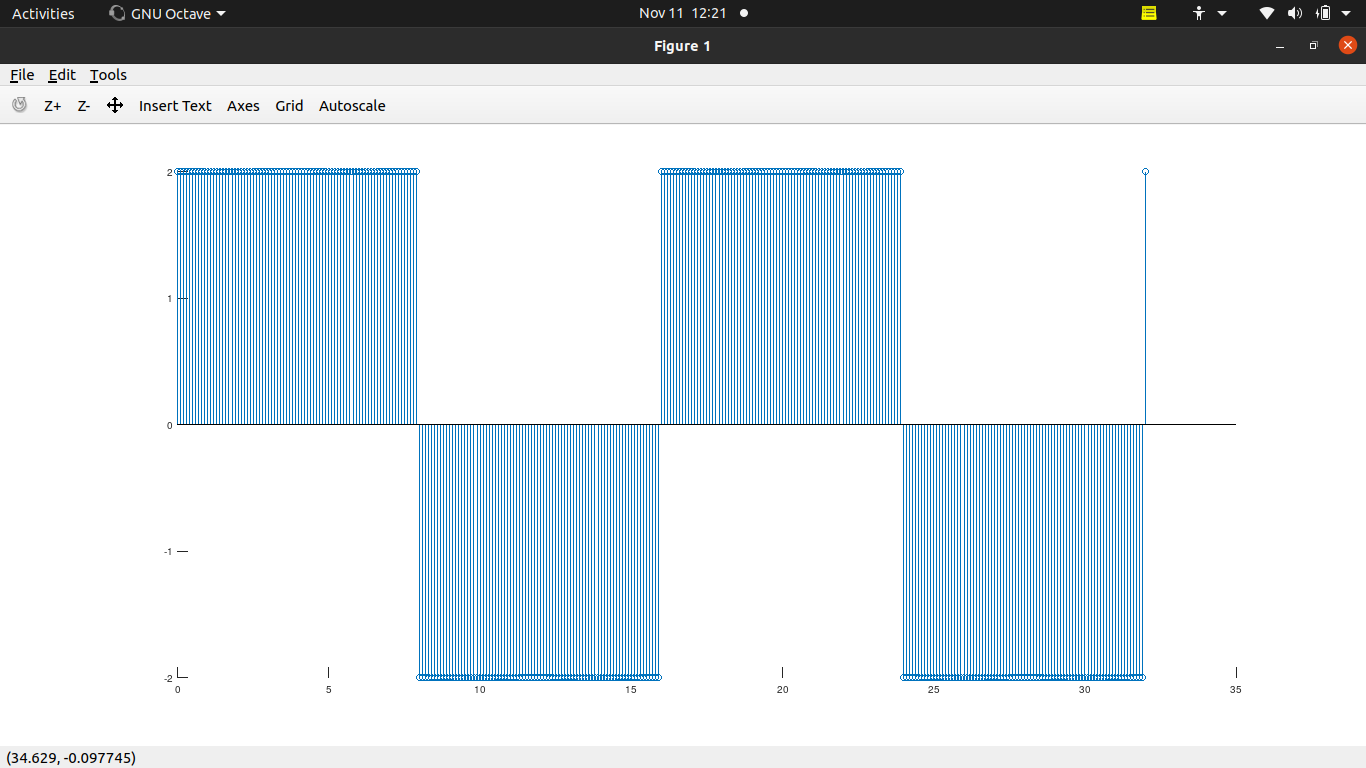 Activities GNU Octave Nov 11 12:21
Figure 1
File Edit Tools
Z+ Z- Insert Text Axes Grid Autoscale
2
1
0
-1
-2
0 5 10 15 20 25 30 35
(34.629, -0.097745)